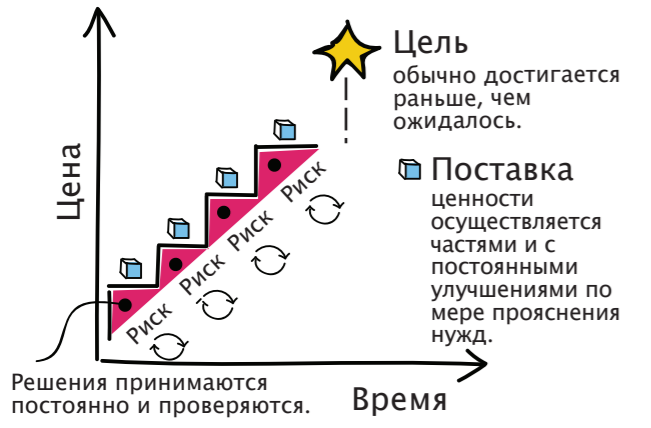 Цель
обычно достигается
раньше, чем
ожидалось.
Цена
Поставка
ценности
осуществляется
частями и с
постоянными
улучшениями по
мере прояснения
нужд.
Риск
Риск
Риск
Риск
Решения принимаются
постоянно и проверяются.
Время